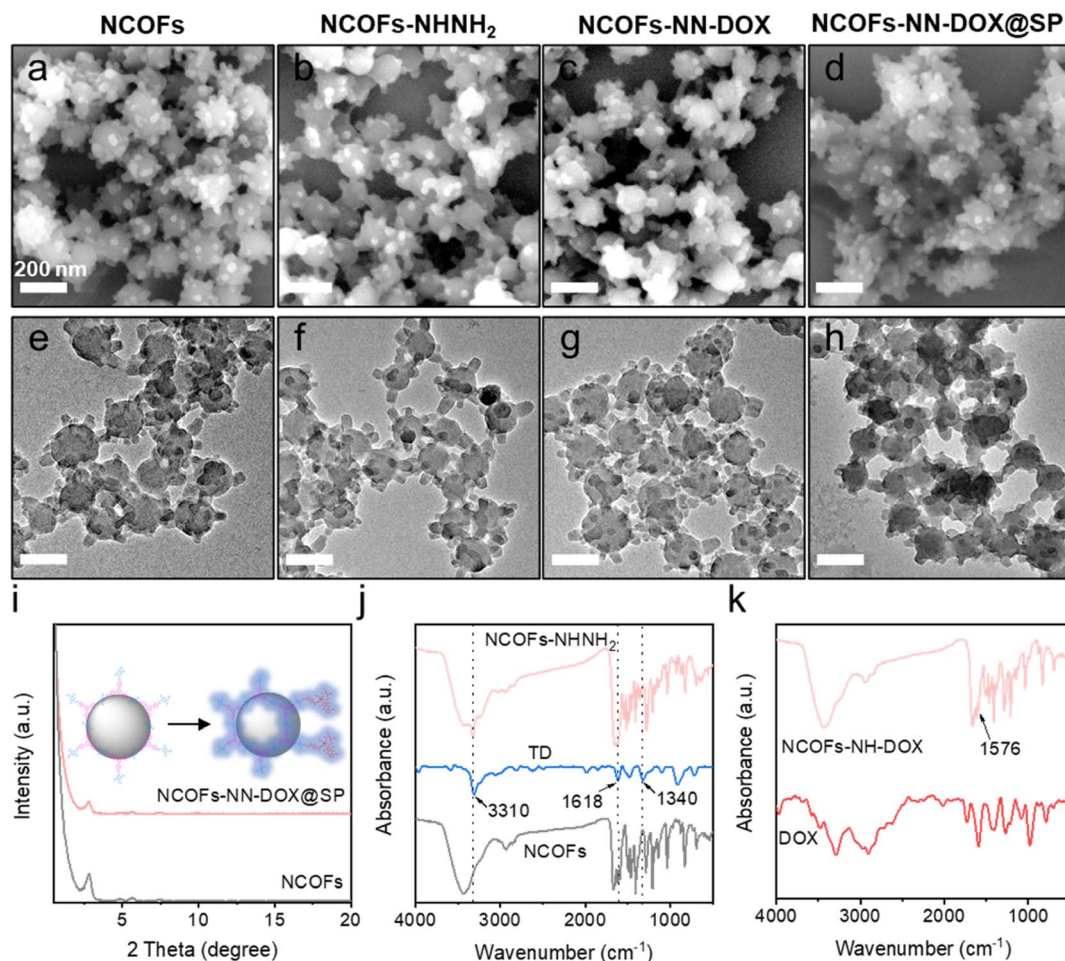 NCOFs
NCOFs-NHNH₂
NCOFs-NN-DOX
NCOFs-NN-DOX@SP
a
b
c
d
200 nm
e
f
g
h
i
j
k
NCOFs-NN-DOX@SP
NCOFs
Intensity (a.u.)
5
10
15
20
2 Theta (degree)
NCOFs-NHNH₂
TD
3310
1618
1340
NCOFs
Absorbance (a.u.)
4000
3000
2000
1000
Wavenumber (cm⁻¹)
NCOFs-NH-DOX
1576
DOX
Absorbance (a.u.)
4000
3000
2000
1000
Wavenumber (cm⁻¹)